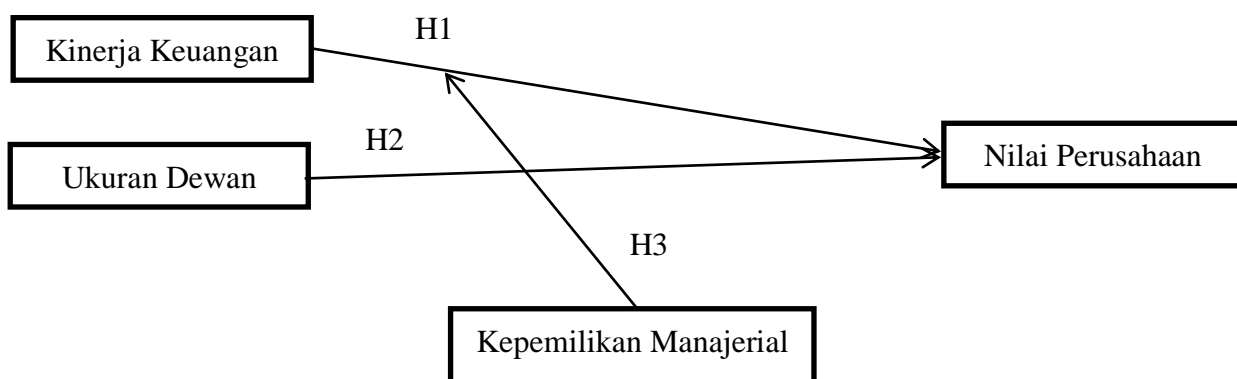 H1
Kinerja Keuangan
H2
Ukuran Dewan
Nilai Perusahaan
H3
Kepemilikan Manajerial